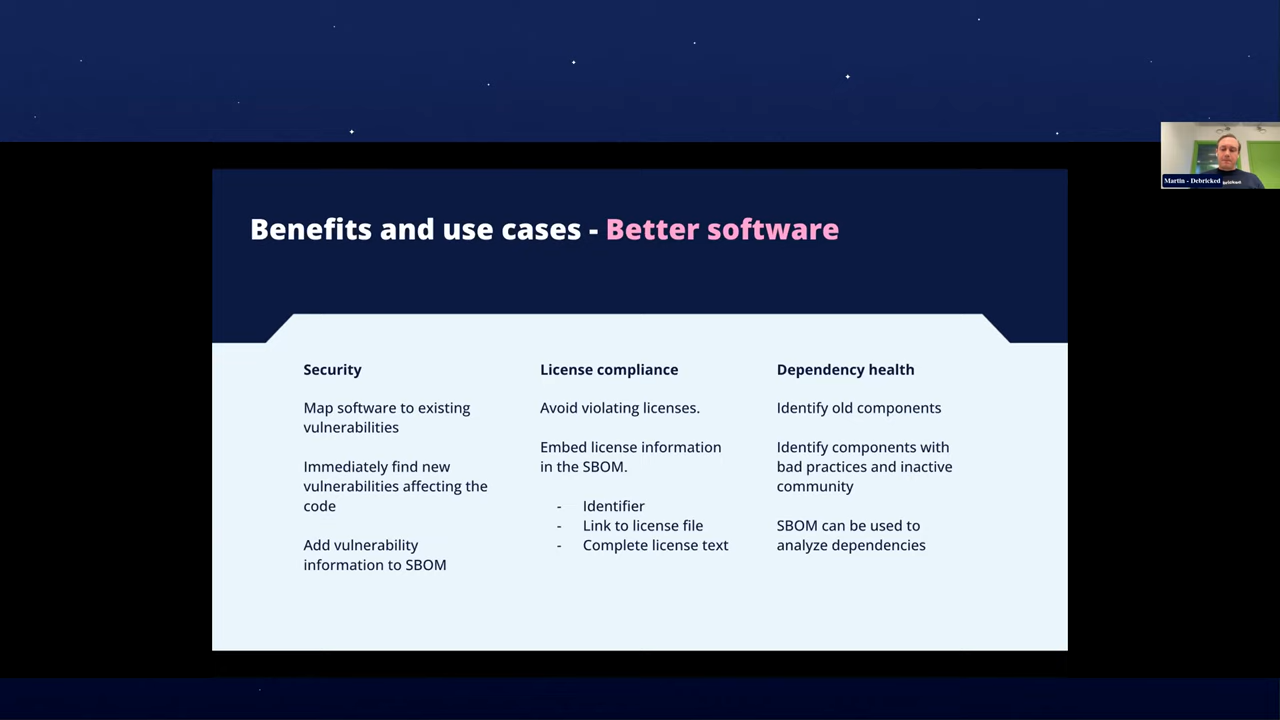 Benefits and use cases - Better software
Security
Map software to existing
vulnerabilities
Immediately find new
vulnerabilities affecting the
code
Add vulnerability
information to SBOM
License compliance
Avoid violating licenses.
Embed license information
in the SBOM.
- Identifier
- Link to license file
- Complete license text
Dependency health
Identify old components
Identify components with
bad practices and inactive
community
SBOM can be used to
analyze dependencies
Martin - Debricked